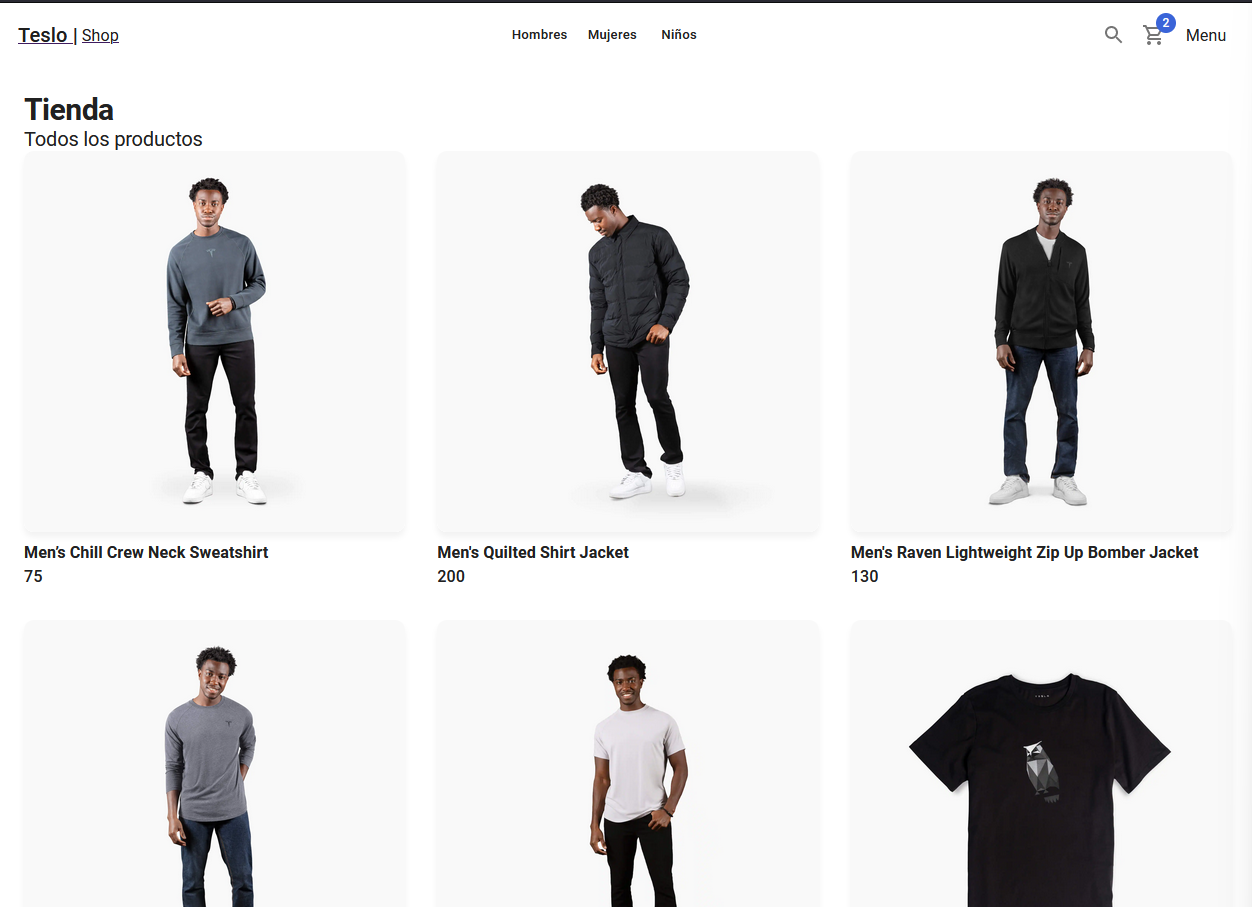 Teslo | Shop
Hombres Mujeres Niños
2
Menu
Tienda
Todos los productos
Men's Chill Crew Neck Sweatshirt
75
Men's Quilted Shirt Jacket
200
Men's Raven Lightweight Zip Up Bomber Jacket
130